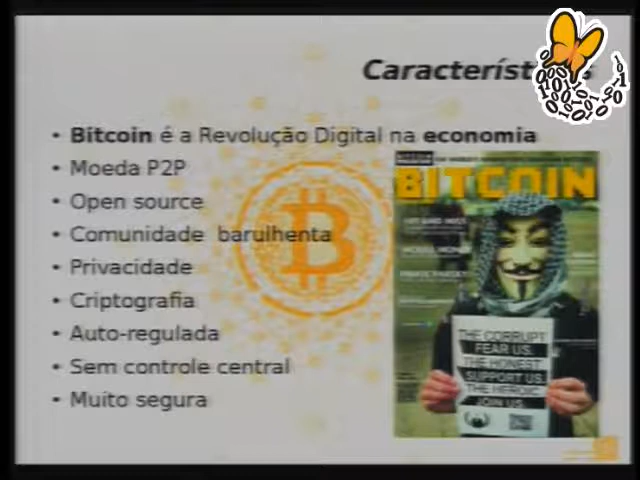 Característi
• Bitcoin é a Revolução Digital na economia
• Moeda P2P
• Open source
• Comunidade barulhenta
• Privacidade
• Criptografia
• Auto-regulada
• Sem controle central
• Muito segura
BITCOIN
THE CORRUPT
FEAR US.
THE HONEST
SUPPORT US.
THE HEROIC
JOIN US.